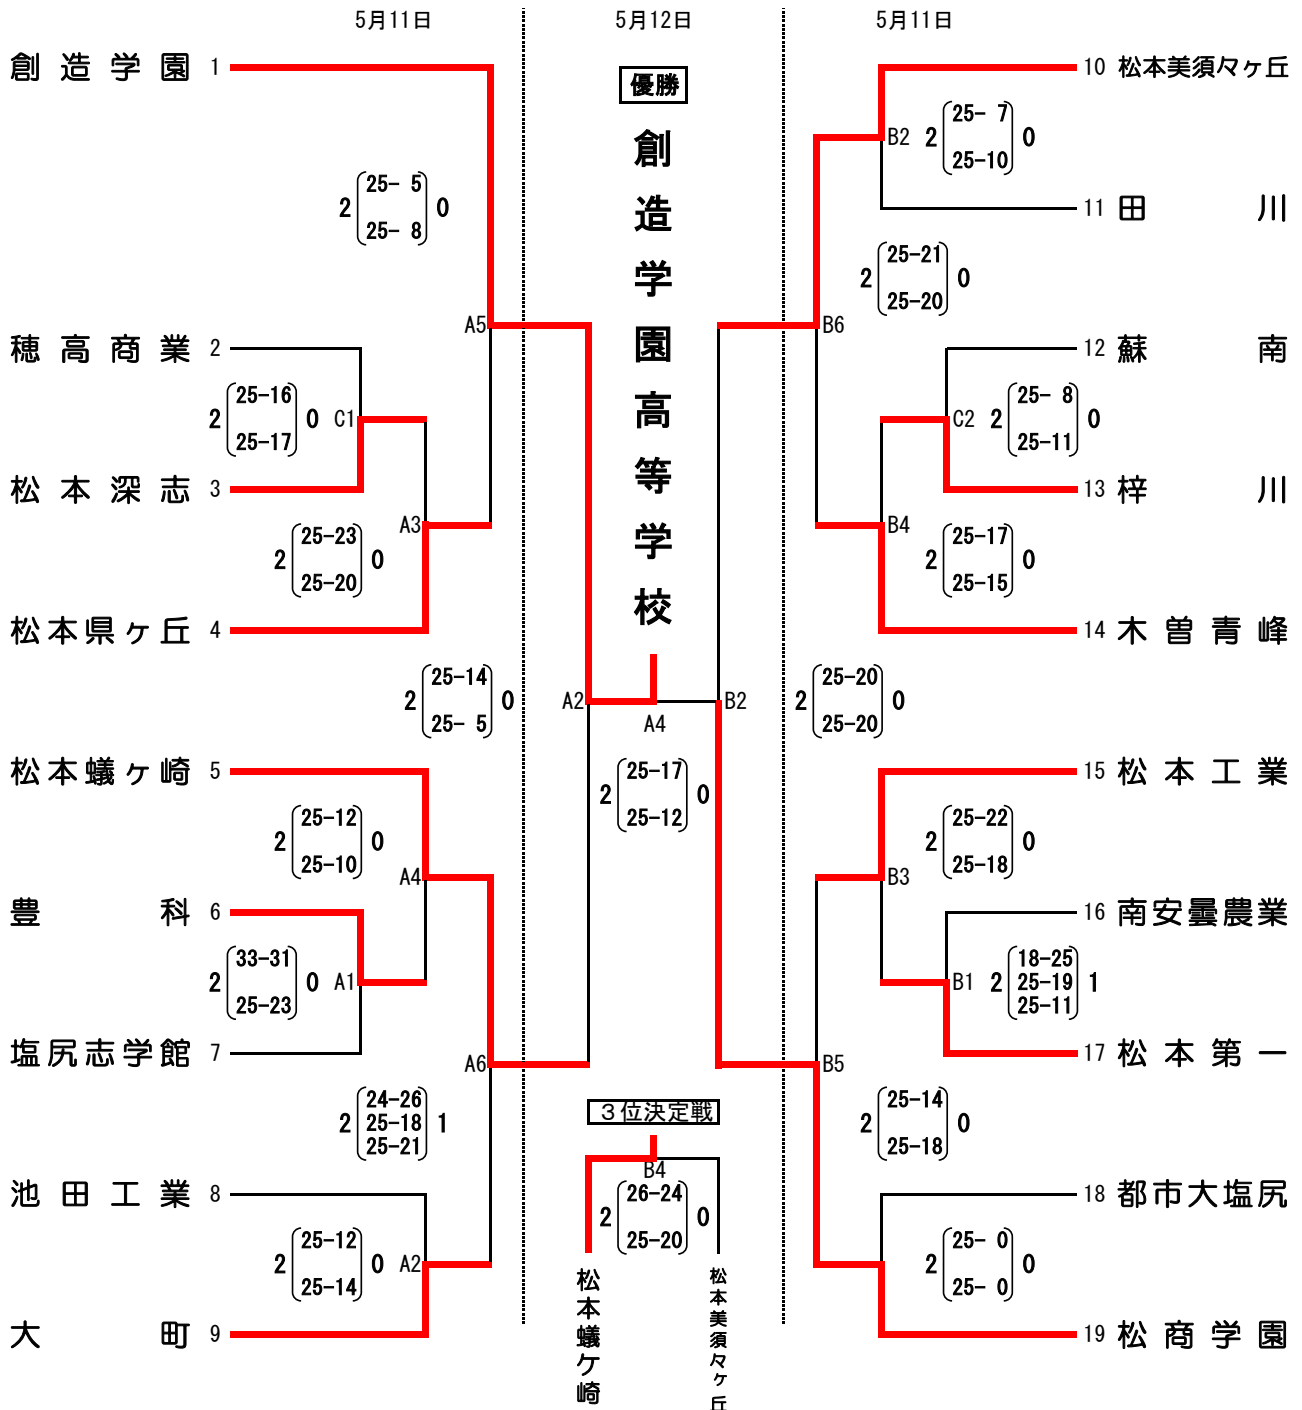 5月11日
5月12日
5月11日
優勝
創造学園高等学校
創造学園 1
2 25- 5 0
25- 8
A5
穂高商業 2
2 25-16 0
25-17
C1
松本深志 3
2 25-23 0
25-20
A3
松本県ヶ丘 4
2 25-14 0
25- 5
A2
松本蟻ヶ崎 5
2 25-12 0
25-10
A4
豊科 6
2 33-31 0
25-23
A1
塩尻志学館 7
A6
2 24-26 1
25-18
25-21
池田工業 8
2 25-12 0
25-14
A2
大町 9
A4
2 25-17 0
25-12
3位決定戦
B4
2 26-24 0
25-20
松本蟻ケ崎
松本美須々ヶ丘
10 松本美須々ヶ丘
B2
2 25- 7 0
25-10
11 田川
2 25-21 0
25-20
B6
12 蘇南
C2
2 25- 8 0
25-11
13 梓川
B4
2 25-17 0
25-15
14 木曽青峰
B2
2 25-20 0
25-20
15 松本工業
2 25-22 0
25-18
B3
16 南安曇農業
B1
2 18-25 1
25-19
25-11
17 松本第一
B5
2 25-14 0
25-18
18 都市大塩尻
2 25- 0 0
25- 0
19 松商学園